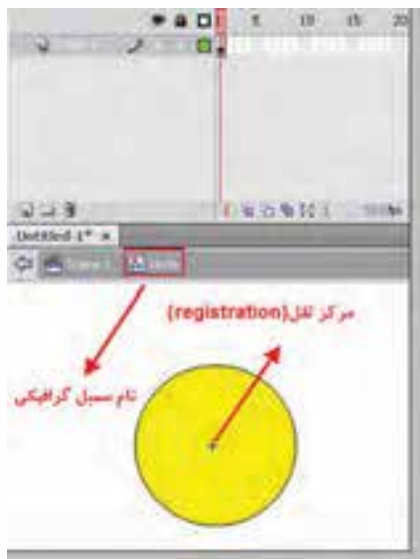 5 10 15 20
Untitled-1* ×
Scene 1
مرکز ثقل(registration)
نام سمبل گرافیکی